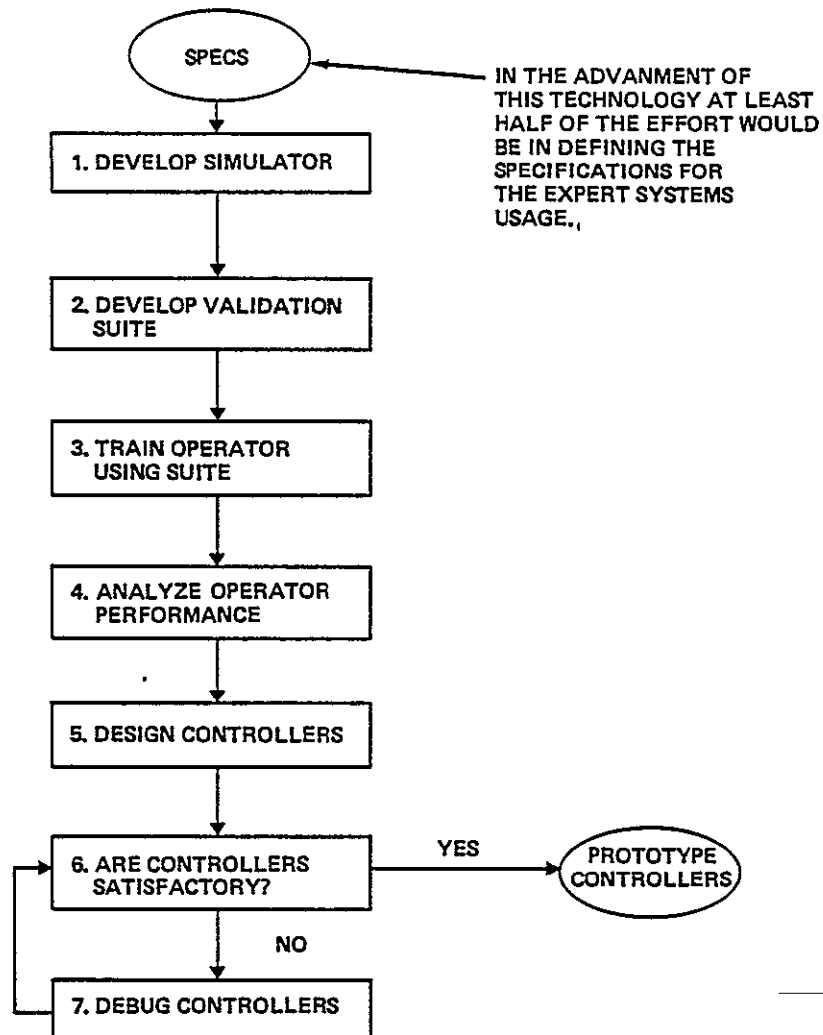 SPECS
IN THE ADVANMENT OF
THIS TECHNOLOGY AT LEAST
HALF OF THE EFFORT WOULD
BE IN DEFINING THE
SPECIFICATIONS FOR
THE EXPERT SYSTEMS
USAGE.
1. DEVELOP SIMULATOR
2. DEVELOP VALIDATION
SUITE
3. TRAIN OPERATOR
USING SUITE
4. ANALYZE OPERATOR
PERFORMANCE
5. DESIGN CONTROLLERS
6. ARE CONTROLLERS
SATISFACTORY?
YES
PROTOTYPE
CONTROLLERS
NO
7. DEBUG CONTROLLERS